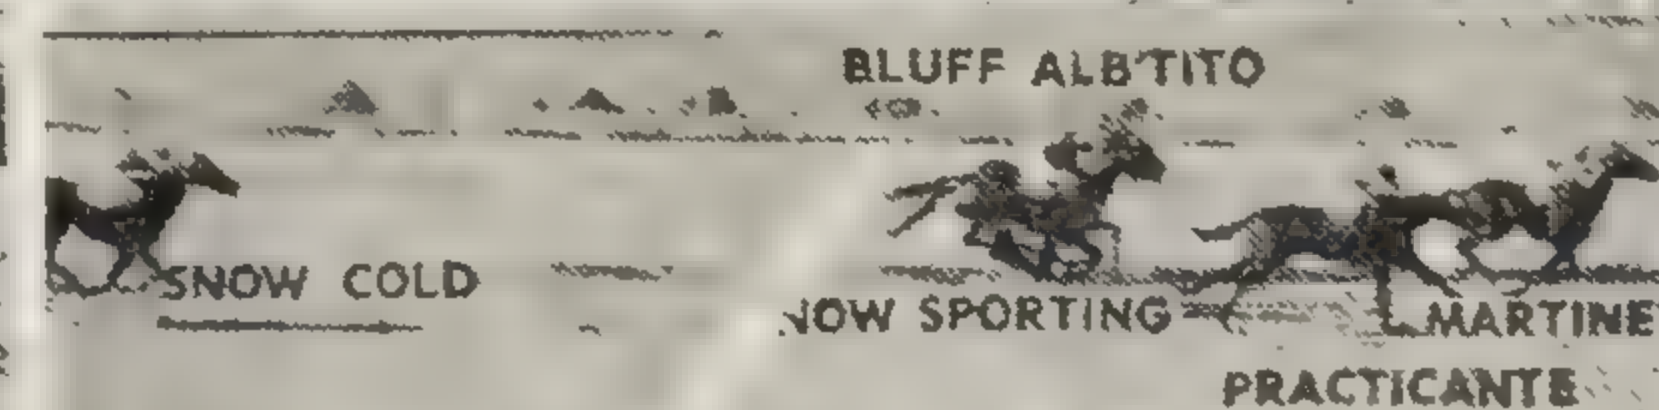 BLUFF ALB'TITO
SNOW COLD
NOW SPORTING
L. MARTINE
PRACTICANTE